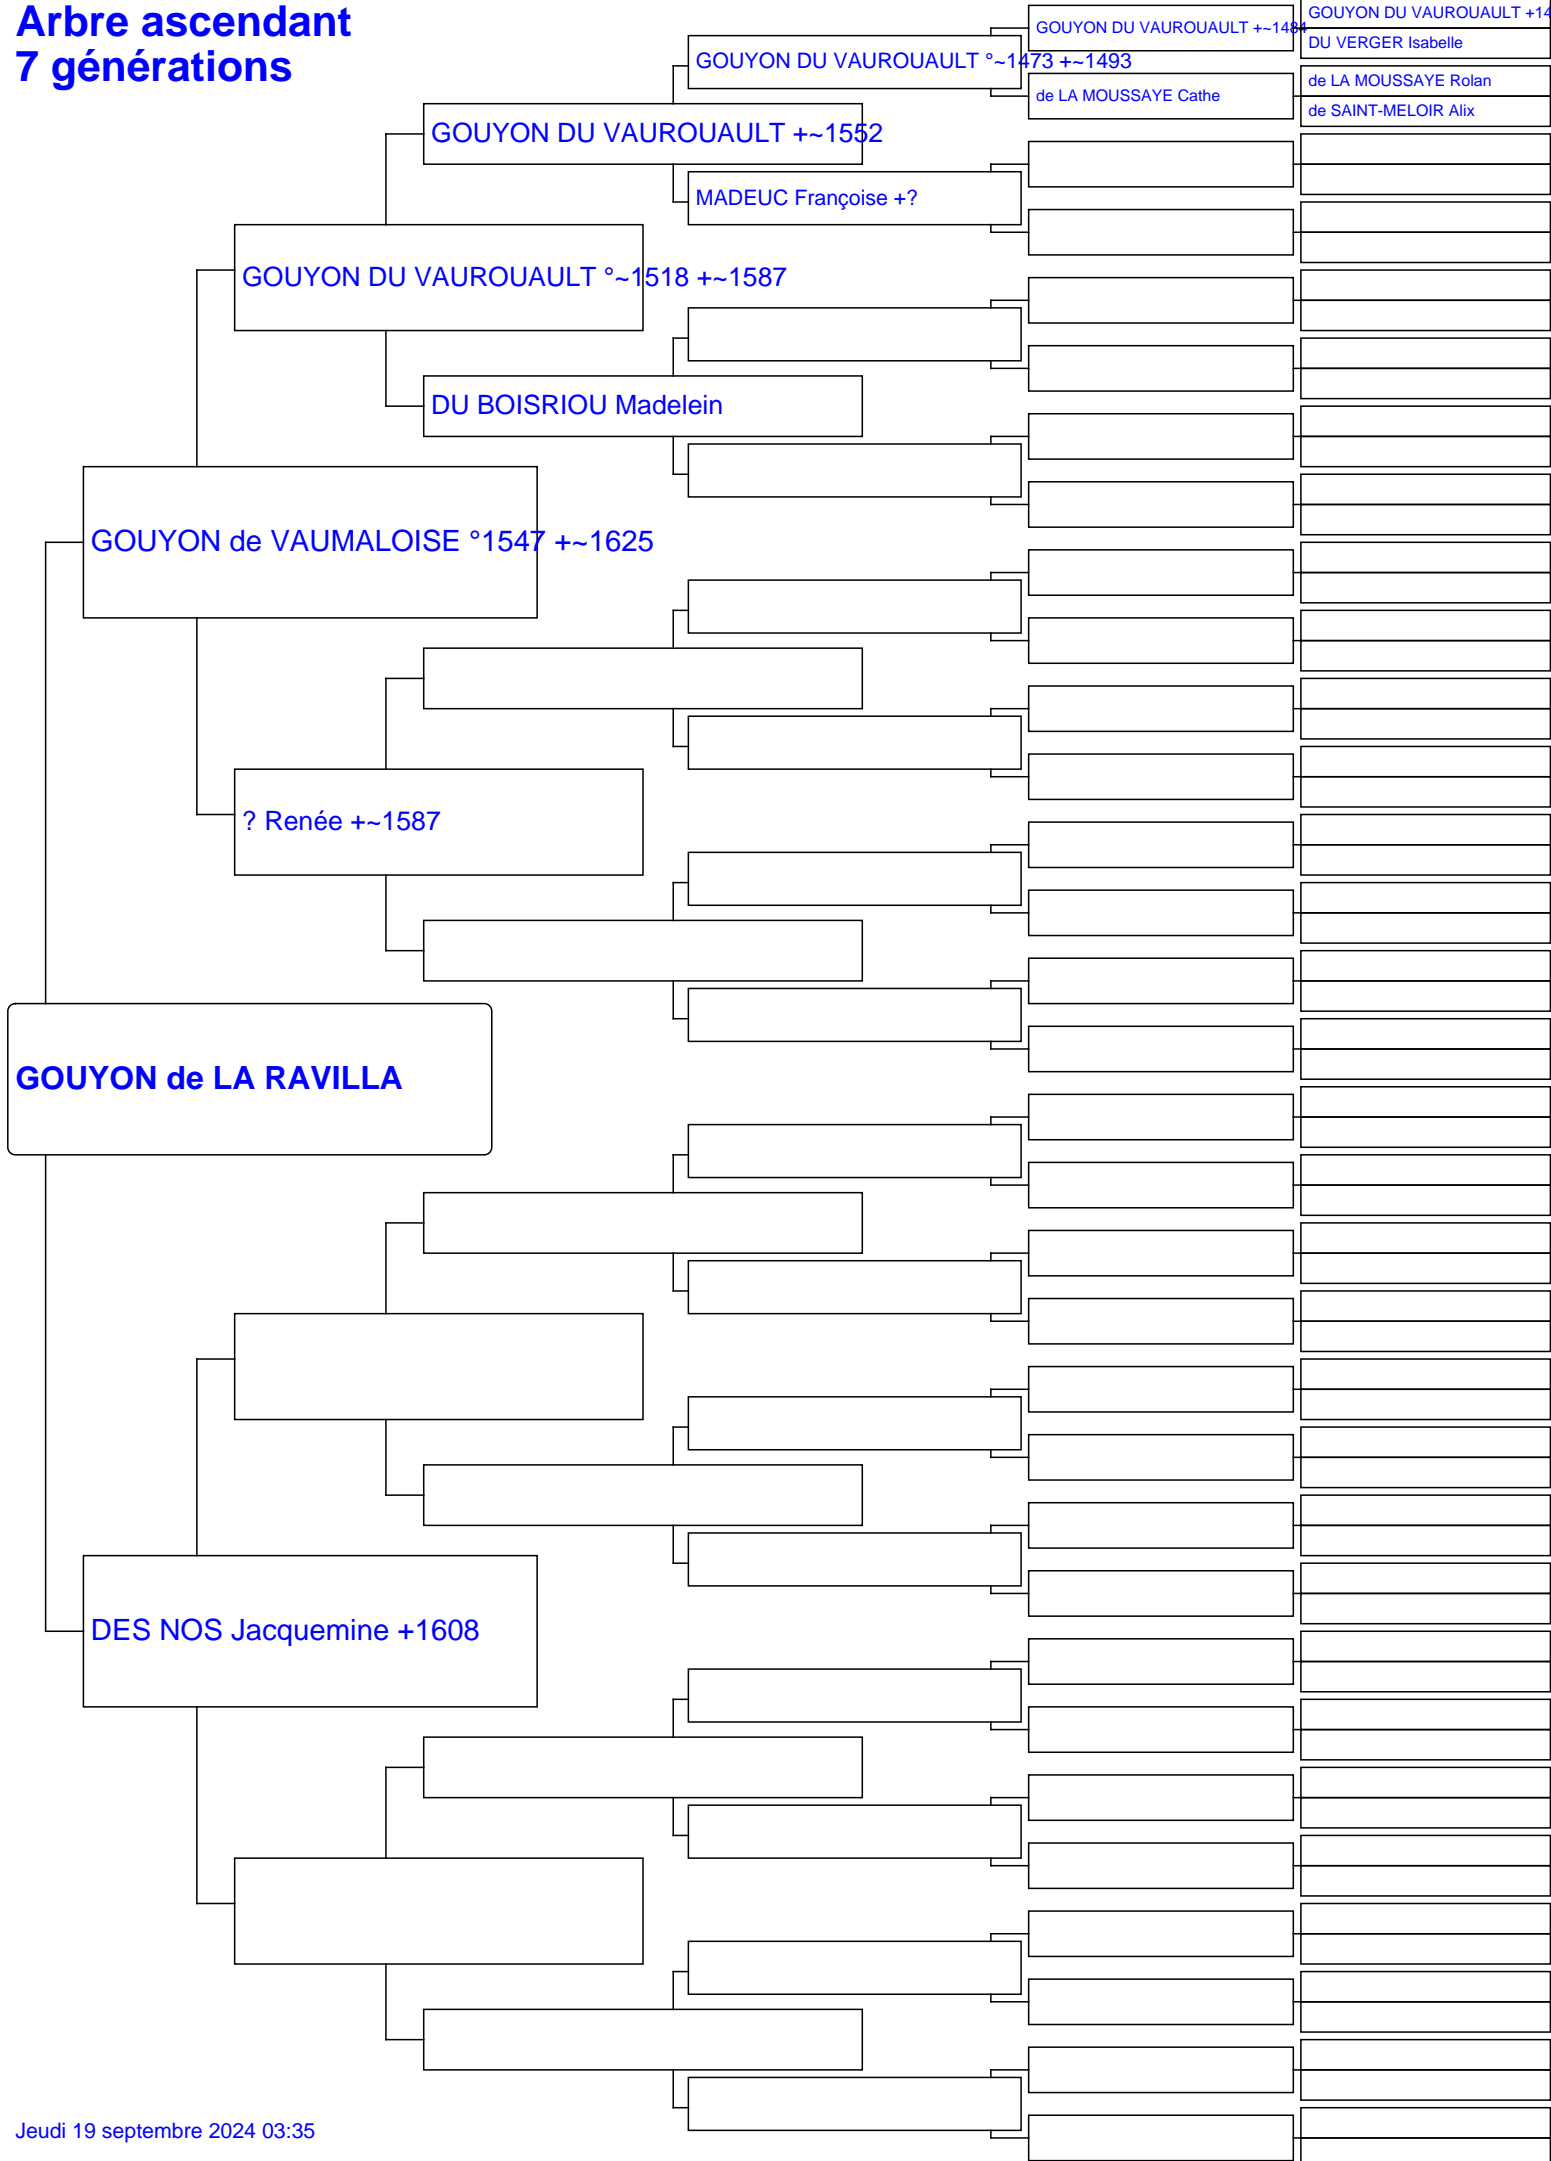 Arbre ascendant
7 générations
GOUYON DU VAUROUAULT +14
GOUYON DU VAUROUAULT +~1484
DU VERGER Isabelle
GOUYON DU VAUROUAULT °~1473 +~1493
de LA MOUSSAYE Rolan
de LA MOUSSAYE Cathe
de SAINT-MELOIR Alix
GOUYON DU VAUROUAULT +~1552
MADEUC Françoise +?
GOUYON DU VAUROUAULT °~1518 +~1587
DU BOISRIOU Madelein
GOUYON de VAUMALOISE °1547 +~1625
? Renée +~1587
GOUYON de LA RAVILLA
DES NOS Jacquemine +1608
Jeudi 19 septembre 2024 03:35